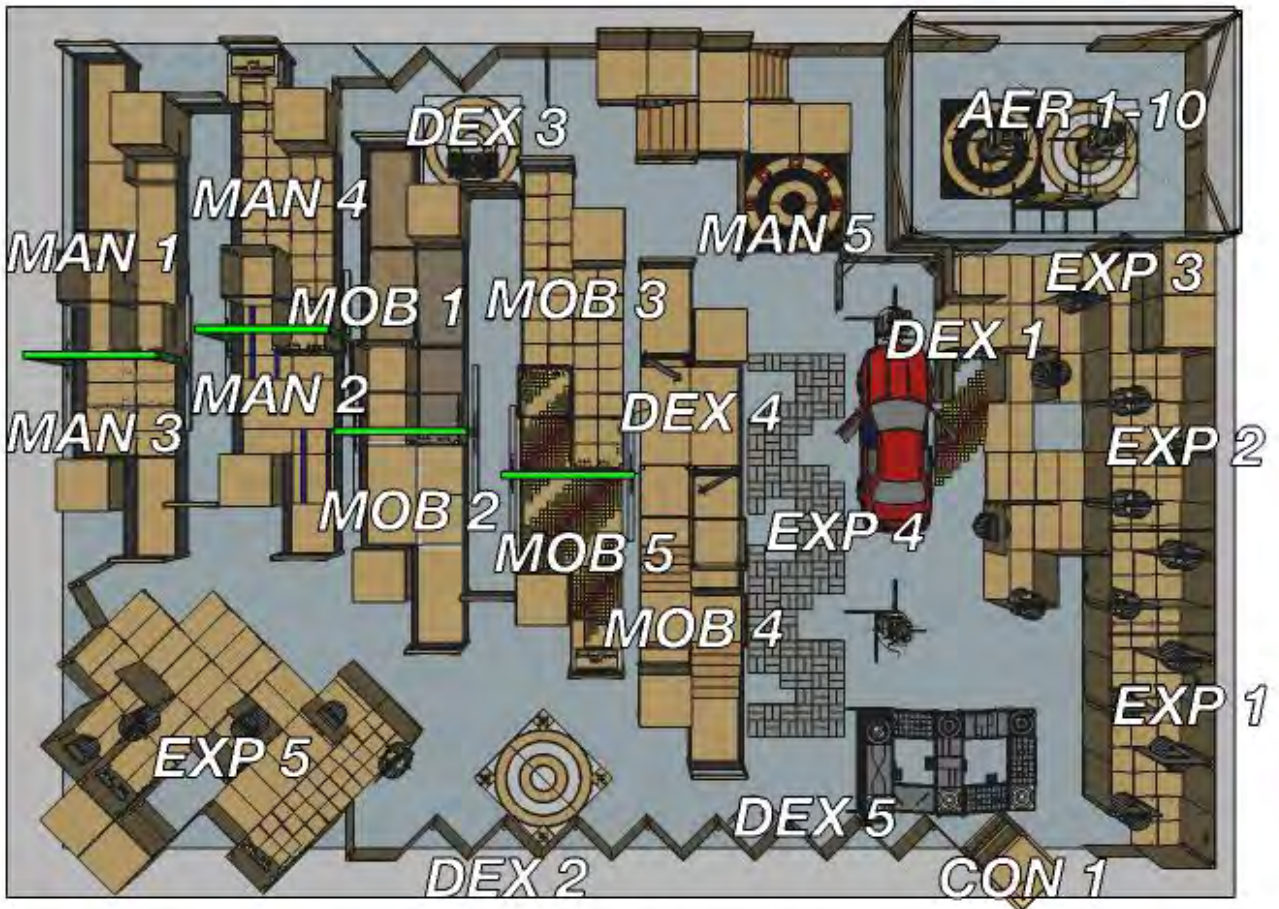 AER 1-10
DEX 3
MAN 4
MAN 1
MAN 5
EXP 3
MOB 1
MOB 3
DEX 1
MAN 2
MAN 3
DEX 4
EXP 2
MOB 2
EXP 4
MOB 5
MOB 4
EXP 1
EXP 5
DEX 5
DEX 2
CON 1